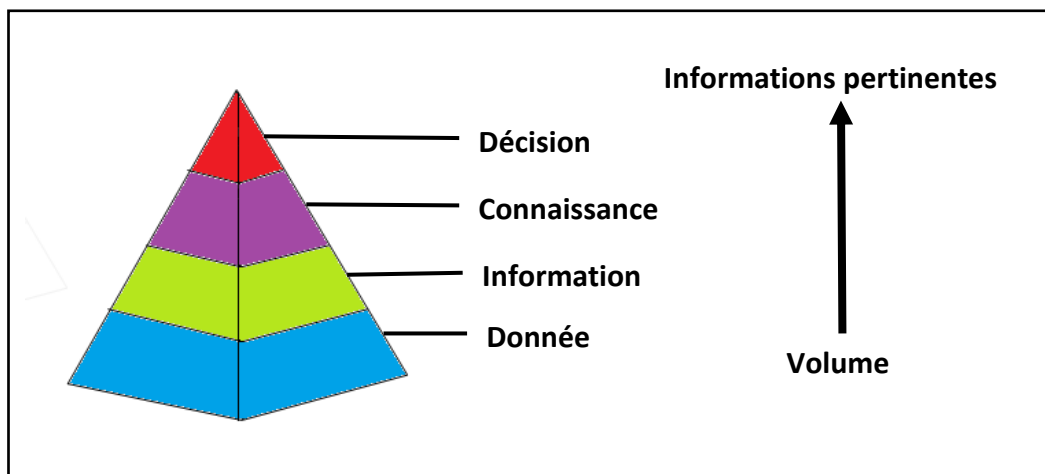 Informations pertinentes
Décision
Connaissance
Information
Donnée
Volume